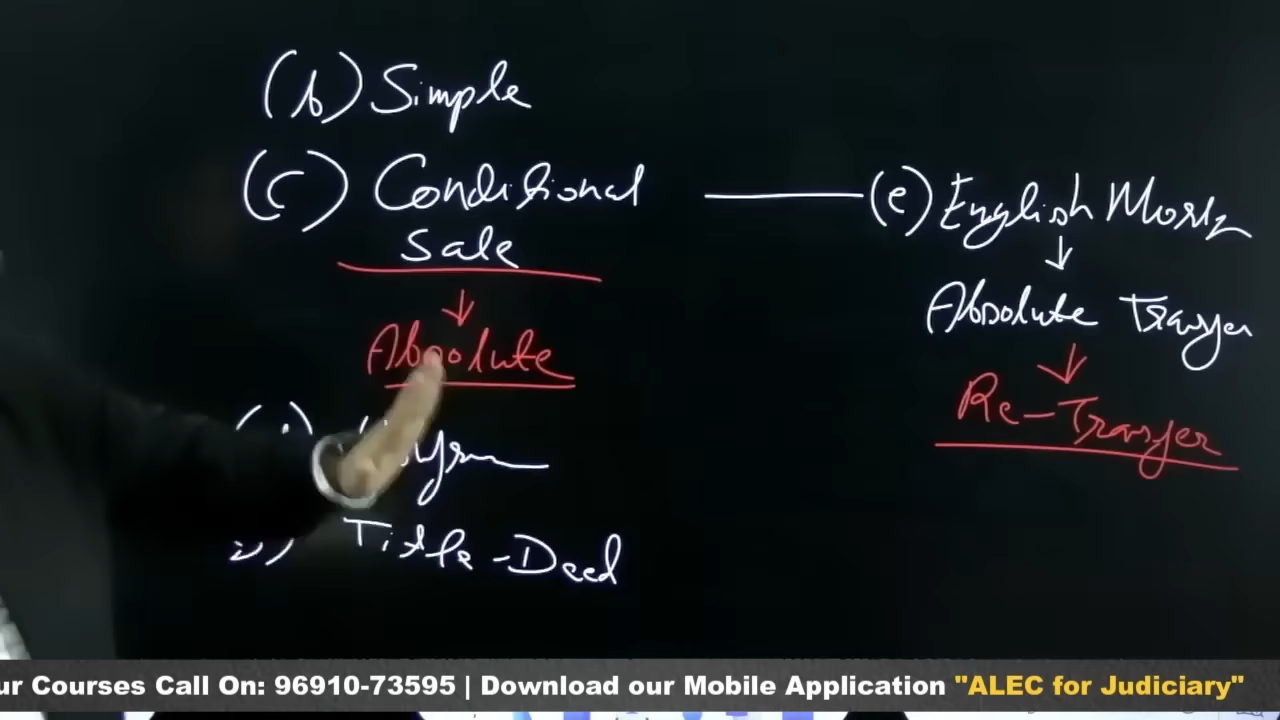 (b) Simple
(c) Conditional
Sale
Absolute
Title-Deed
(e) English Mort
Absolute Transfer
Re-Transfer
ur Courses Call On: 96910-73595 | Download our Mobile Application "ALEC for Judiciary"